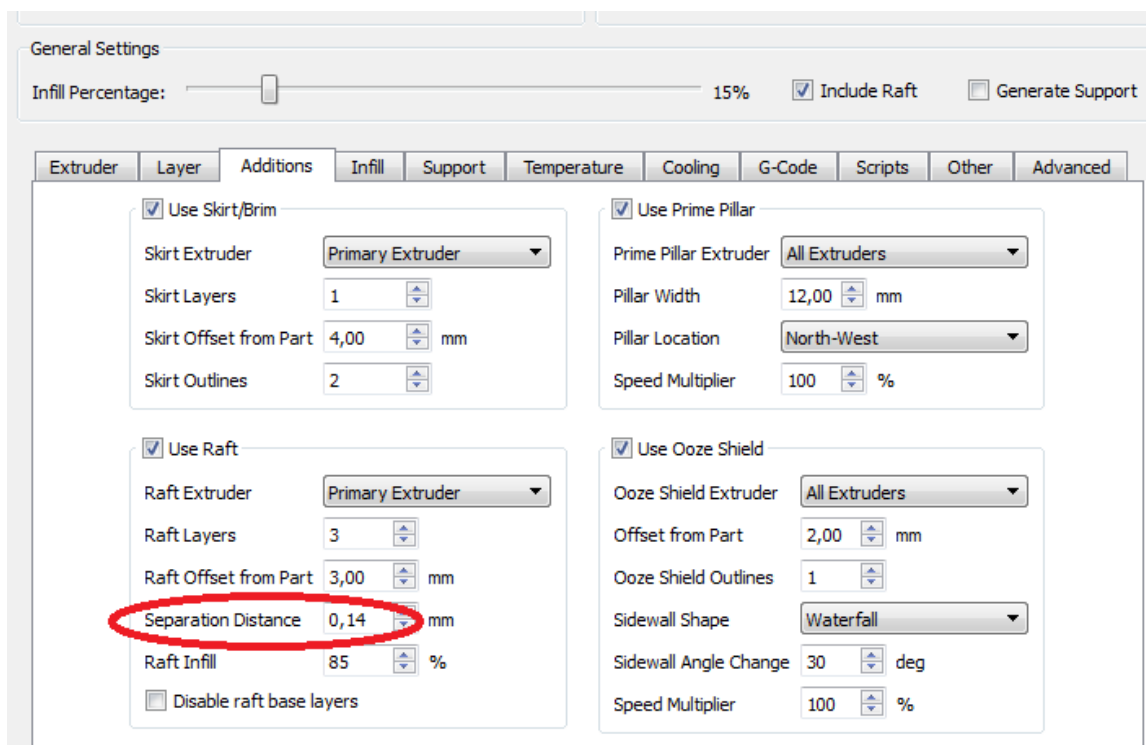 General Settings
Infill Percentage: 15% Include Raft Generate Support
Extruder Layer Additions Infill Support Temperature Cooling G-Code Scripts Other Advanced
Use Skirt/Brim
Skirt Extruder Primary Extruder
Skirt Layers 1
Skirt Offset from Part 4,00 mm
Skirt Outlines 2
Use Prime Pillar
Prime Pillar Extruder All Extruders
Pillar Width 12,00 mm
Pillar Location North-West
Speed Multiplier 100 %
Use Raft
Raft Extruder Primary Extruder
Raft Layers 3
Raft Offset from Part 3,00 mm
Separation Distance 0,14 mm
Raft Infill 85 %
Disable raft base layers
Use Ooze Shield
Ooze Shield Extruder All Extruders
Offset from Part 2,00 mm
Ooze Shield Outlines 1
Sidewall Shape Waterfall
Sidewall Angle Change 30 deg
Speed Multiplier 100 %